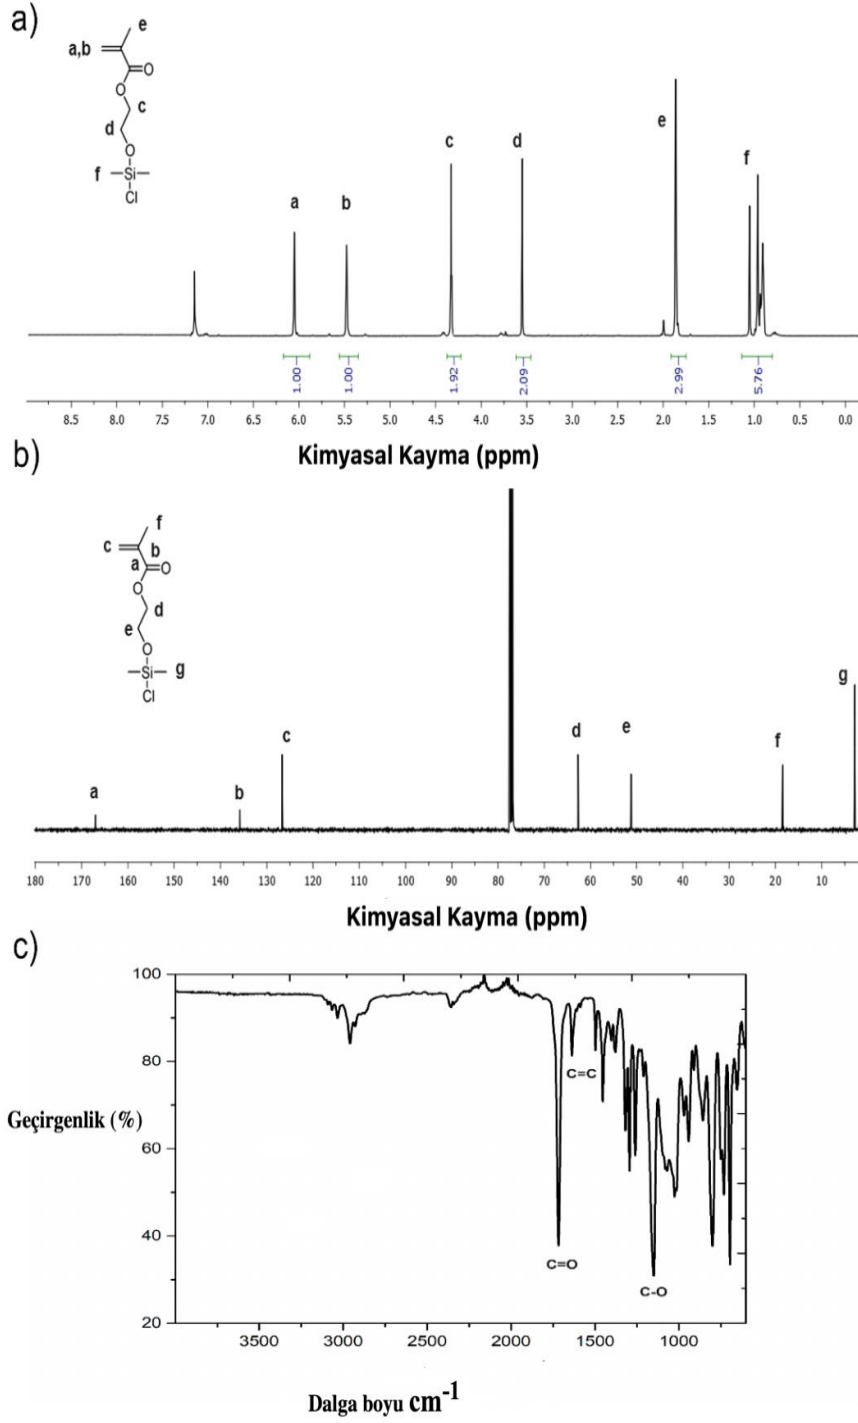 a)
e
a,b
O
O
c
d
O
f
Si
Cl
a
b
c
d
e
f
1.00
1.00
1.92
2.09
2.99
5.76
8.5 8.0 7.5 7.0 6.5 6.0 5.5 5.0 4.5 4.0 3.5 3.0 2.5 2.0 1.5 1.0 0.5 0.0
Kimyasal Kayma (ppm)
b)
f
c
b
a
O
O
d
e
O
Si
g
Cl
a
b
c
d
e
f
g
180 170 160 150 140 130 120 110 100 90 80 70 60 50 40 30 20 10
Kimyasal Kayma (ppm)
c)
100
80
60
40
20
Geçirgenlik (%)
C=C
C=O
C-O
3500 3000 2500 2000 1500 1000
Dalga boyu cm-1